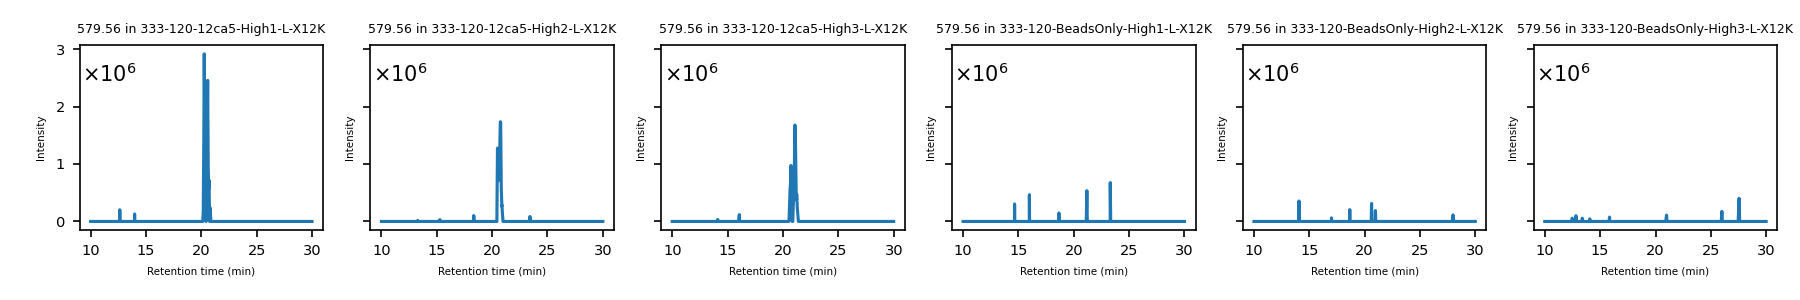 579.56 in 333-120-12ca5-High1-L-X12K
579.56 in 333-120-12ca5-High2-L-X12K
579.56 in 333-120-12ca5-High3-L-X12K
579.56 in 333-120-BeadsOnly-High1-L-X12K
579.56 in 333-120-BeadsOnly-High2-L-X12K
579.56 in 333-120-BeadsOnly-High3-L-X12K
×10⁶
×10⁶
×10⁶
×10⁶
×10⁶
×10⁶
3
2
1
0
Intensity
Intensity
Intensity
Intensity
Intensity
Intensity
10 15 20 25 30
10 15 20 25 30
10 15 20 25 30
10 15 20 25 30
10 15 20 25 30
10 15 20 25 30
Retention time (min)
Retention time (min)
Retention time (min)
Retention time (min)
Retention time (min)
Retention time (min)